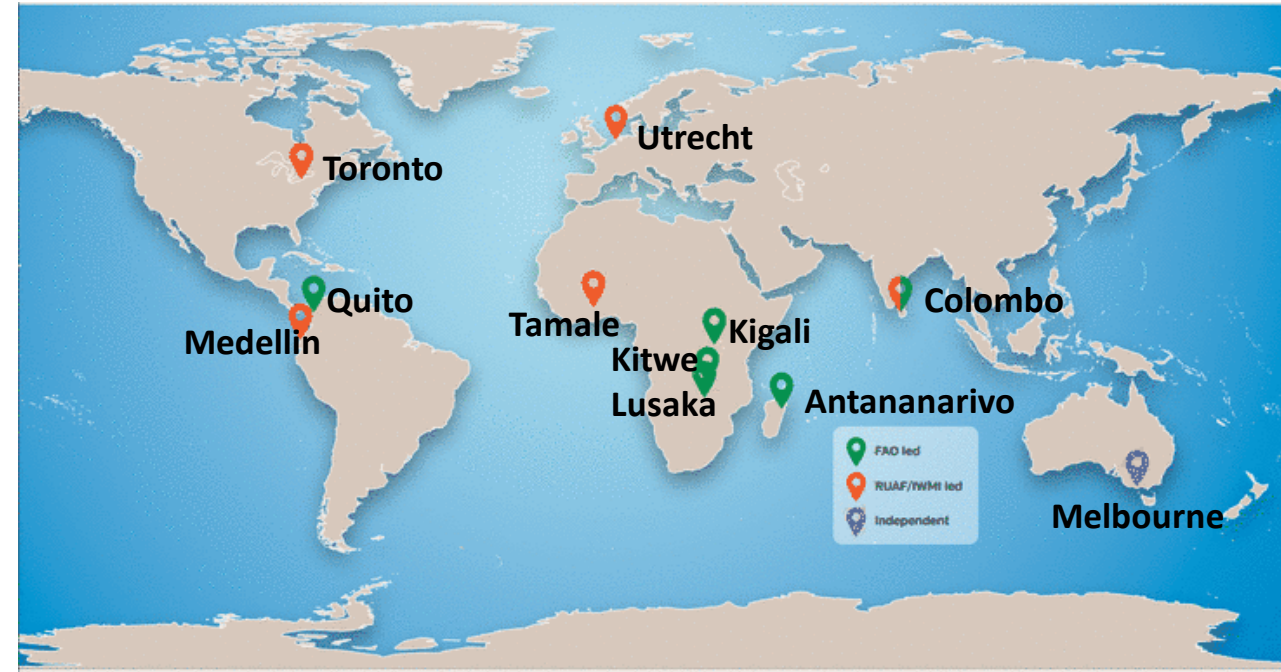 Utrecht
Toronto
Quito
Medellin
Tamale
Kigali
Colombo
Kitwe
Lusaka
Antananarivo
FAO led
RUAF/IWMI led
Independent
Melbourne